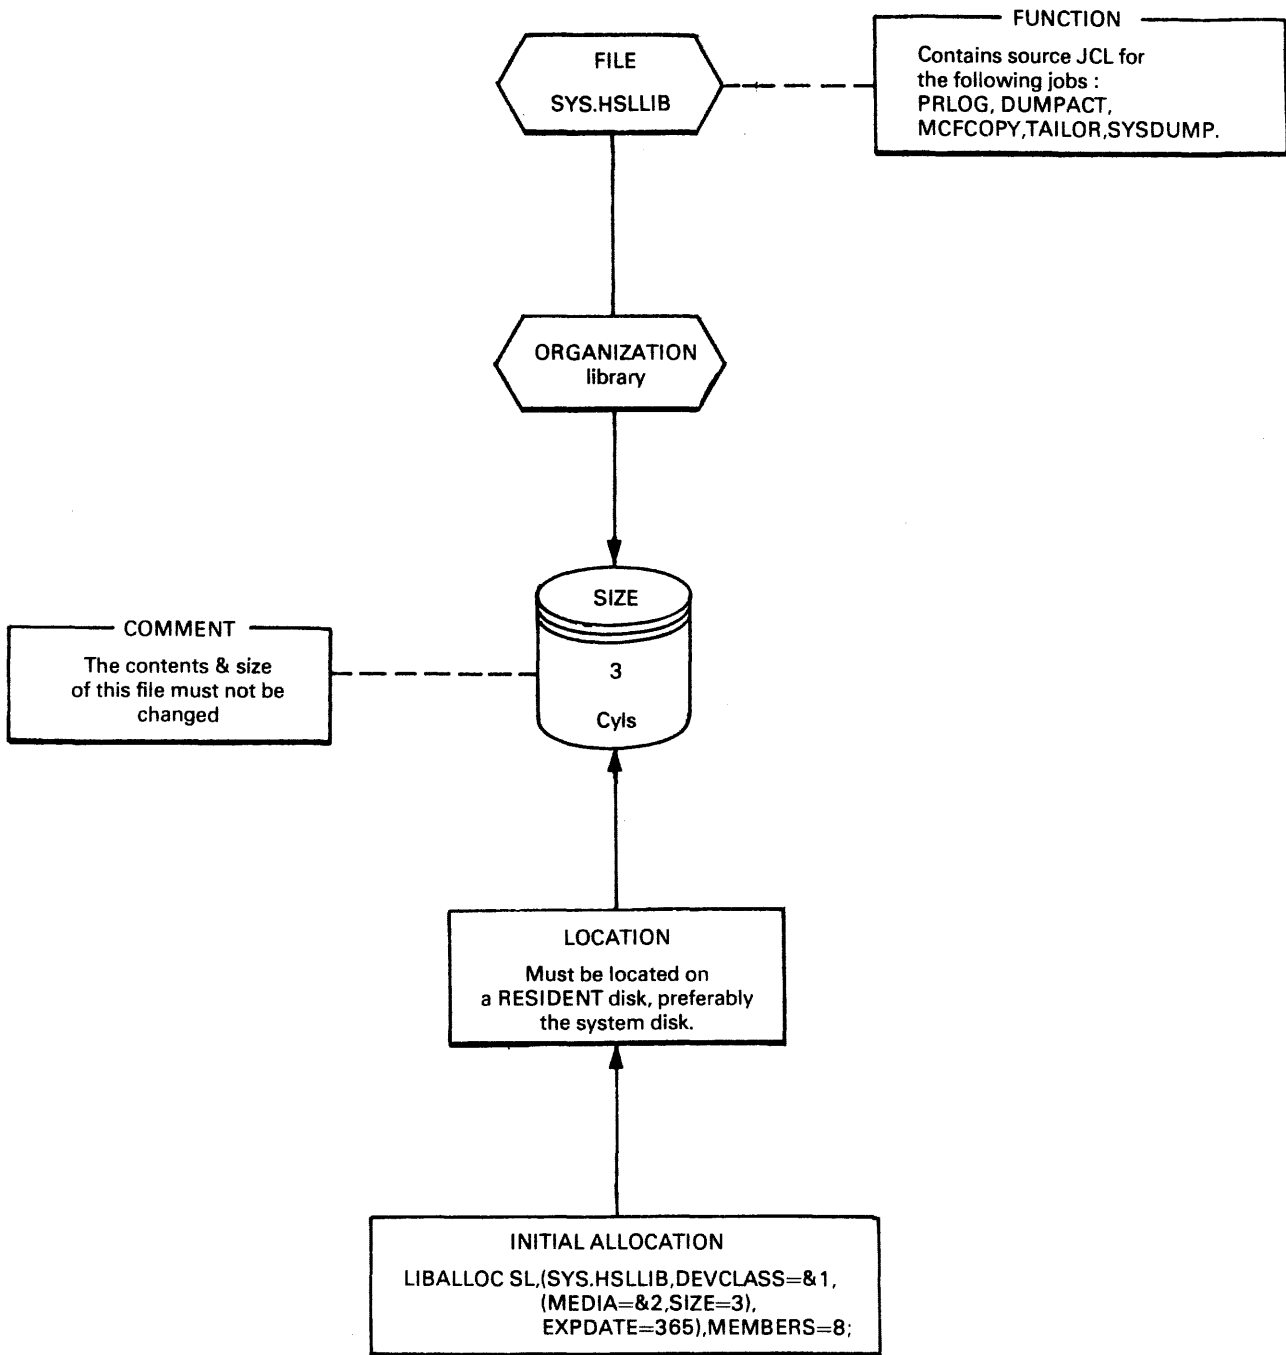 FUNCTION
FILE
SYS.HSLLIB
Contains source JCL for
the following jobs :
PRLOG, DUMPACT,
MCFCOPY,TAILOR,SYSDUMP.
ORGANIZATION
library
SIZE
3
Cyls
COMMENT
The contents & size
of this file must not be
changed
LOCATION
Must be located on
a RESIDENT disk, preferably
the system disk.
INITIAL ALLOCATION
LIBALLOC SL,(SYS.HSLLIB,DEVCLASS=&1,
(MEDIA=&2,SIZE=3),
EXPDATE=365),MEMBERS=8;